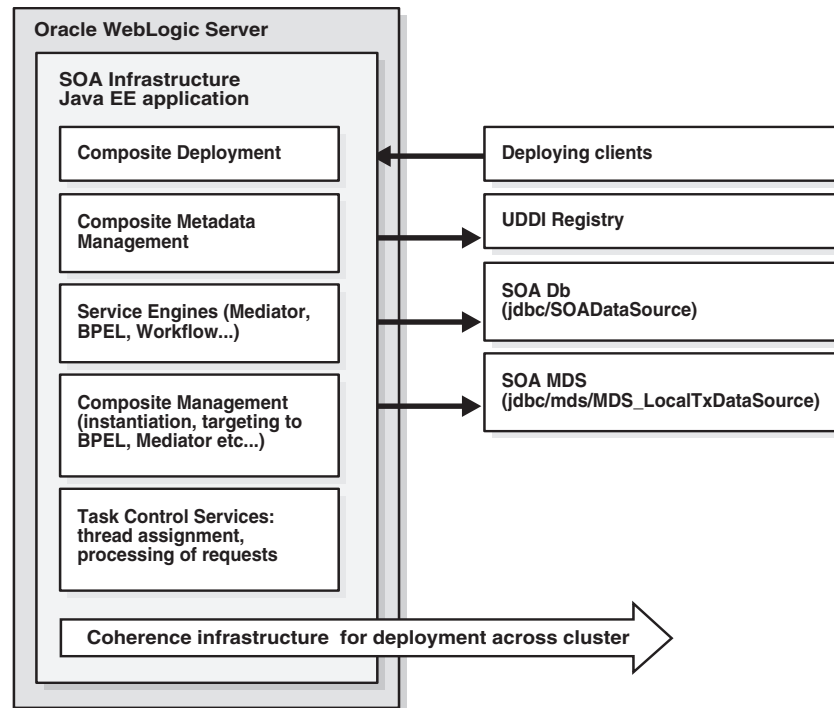 Oracle WebLogic Server
SOA Infrastructure
Java EE application
Composite Deployment
Composite Metadata
Management
Service Engines (Mediator,
BPEL, Workflow...)
Composite Management
(instantiation, targeting to
BPEL, Mediator etc...)
Task Control Services:
thread assignment,
processing of requests
Coherence infrastructure for deployment across cluster
Deploying clients
UDDI Registry
SOA Db
(jdbc/SOADataSource)
SOA MDS
(jdbc/mds/MDS_LocalTxDataSource)